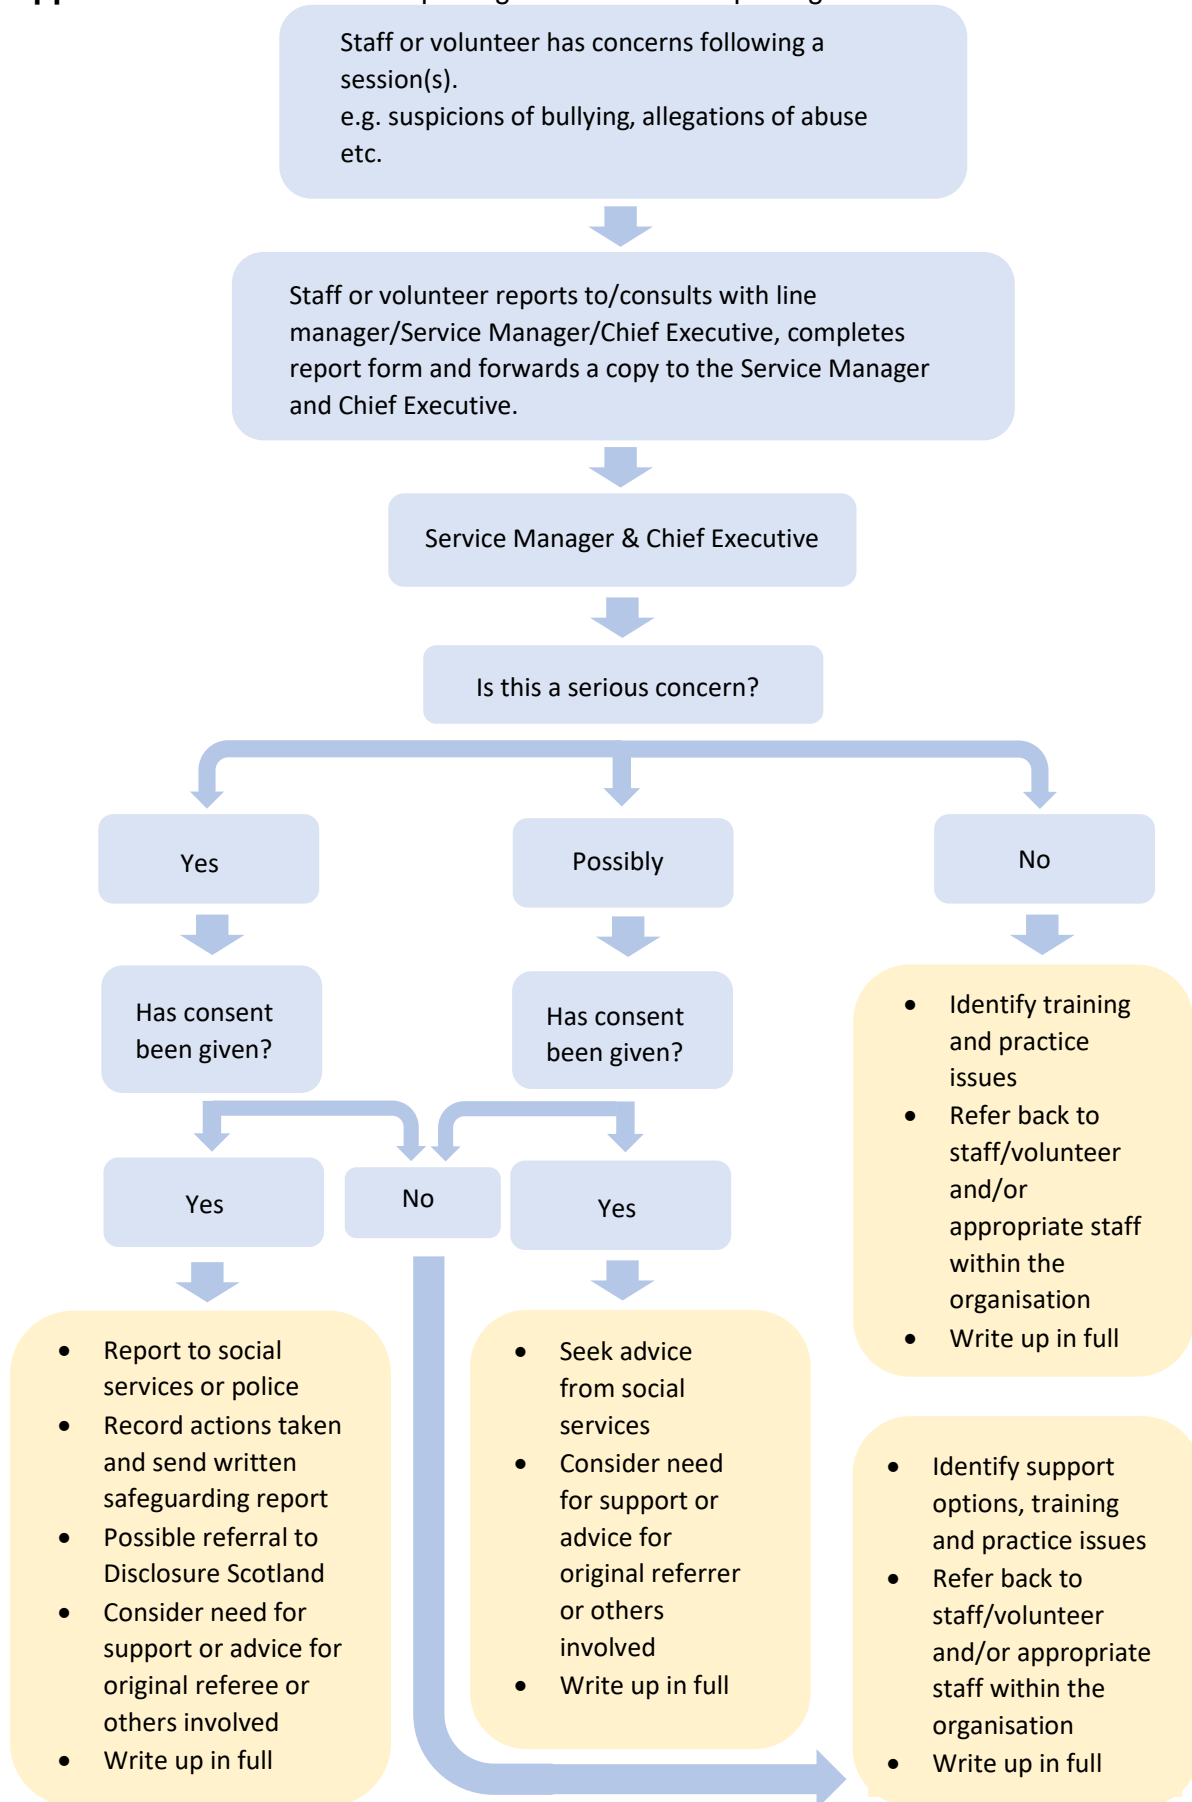 Staff or volunteer has concerns following a
session(s).
e.g. suspicions of bullying, allegations of abuse
etc.
Staff or volunteer reports to/consults with line
manager/Service Manager/Chief Executive, completes
report form and forwards a copy to the Service Manager
and Chief Executive.
Service Manager & Chief Executive
Is this a serious concern?
Yes
Possibly
No
Has consent
been given?
Has consent
been given?
• Identify training
and practice
issues
• Refer back to
staff/volunteer
and/or
appropriate staff
within the
organisation
• Write up in full
Yes
No
Yes
• Report to social
services or police
• Record actions taken
and send written
safeguarding report
• Possible referral to
Disclosure Scotland
• Consider need for
support or advice for
original referee or
others involved
• Write up in full
• Seek advice
from social
services
• Consider need
for support or
advice for
original referrer
or others
involved
• Write up in full
• Identify support
options, training
and practice issues
• Refer back to
staff/volunteer
and/or appropriate
staff within the
organisation
• Write up in full